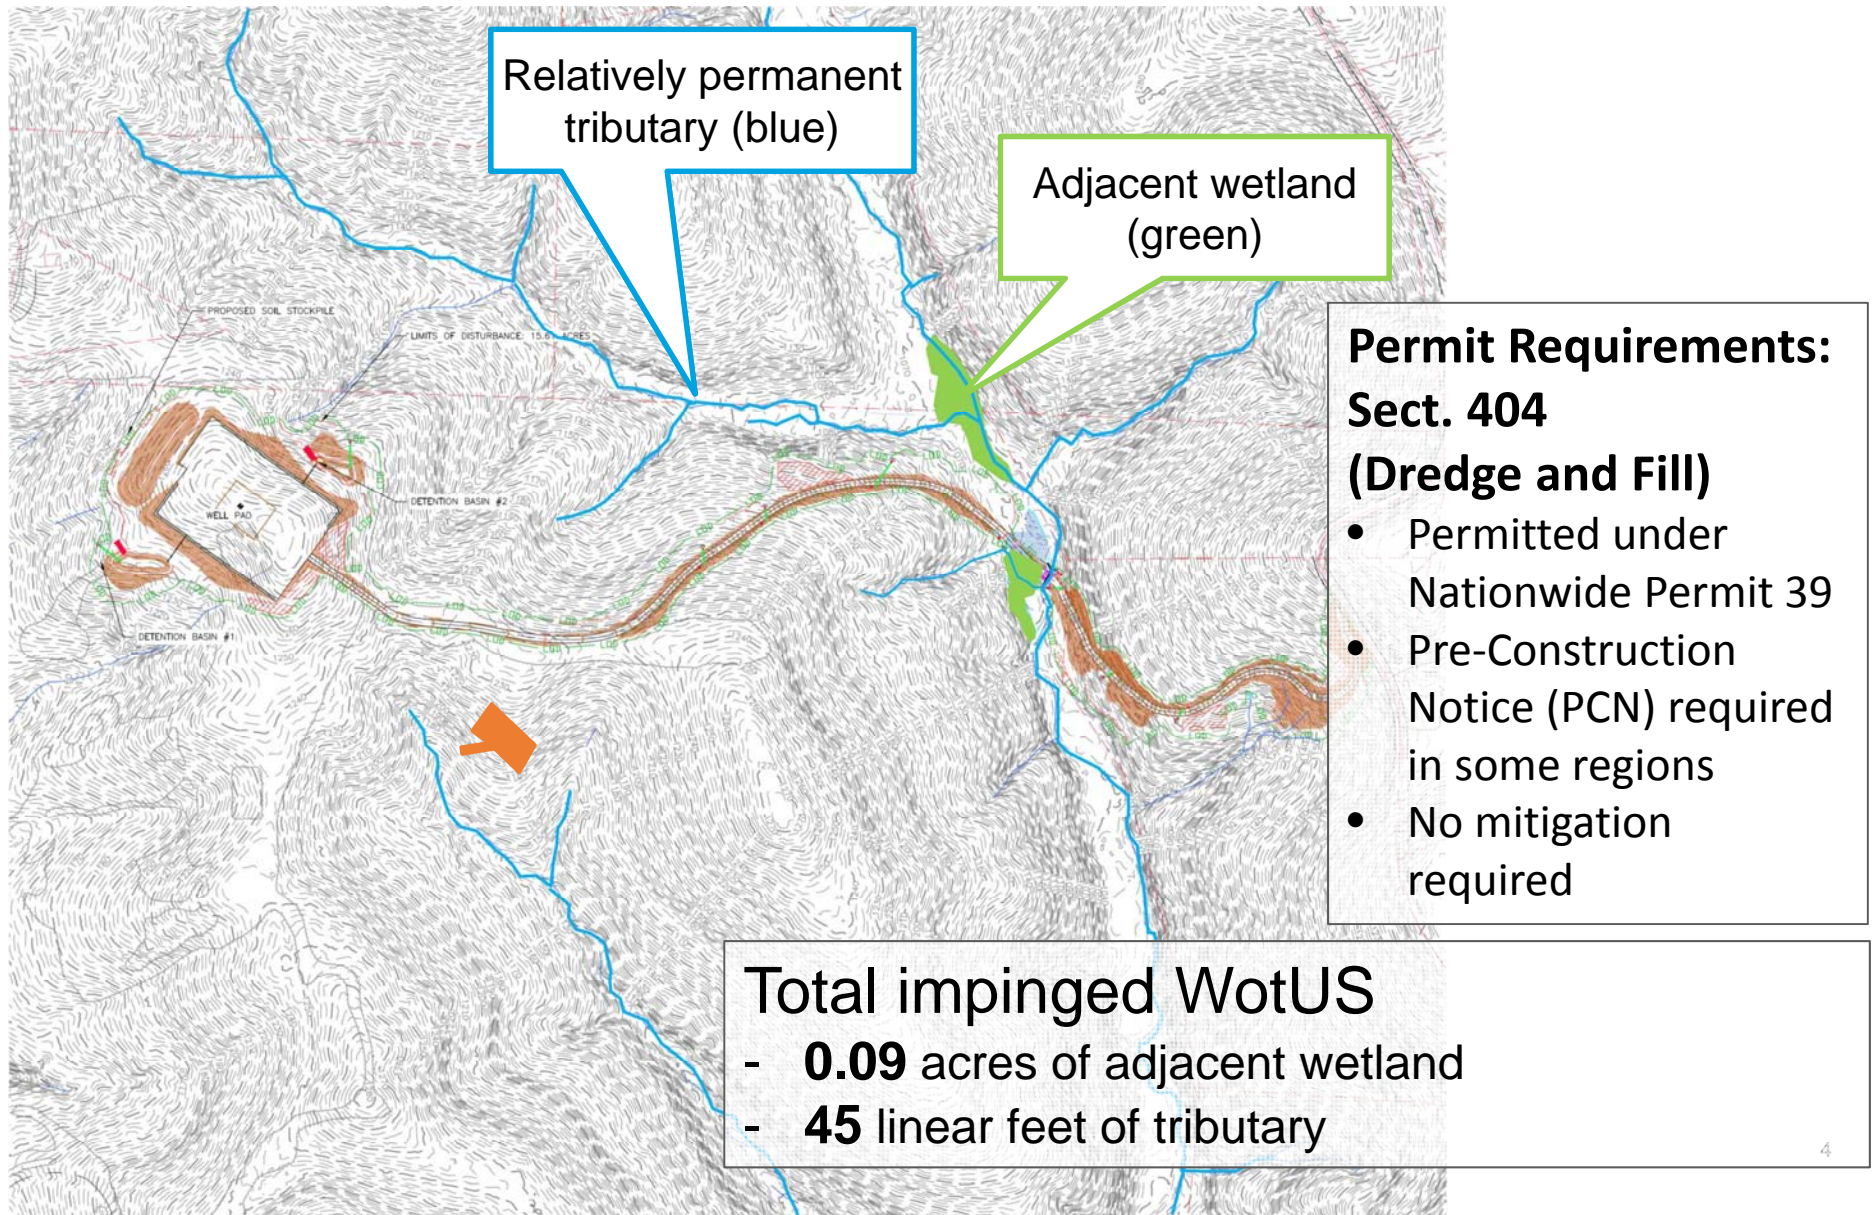 Relatively permanent
tributary (blue)
Adjacent wetland
(green)
PROPOSED SOIL STOCKPILE
LIMITS OF DISTURBANCE: 15.61 ACRES
WELL PAD
DETENTION BASIN #2
DETENTION BASIN #1
Permit Requirements:
Sect. 404
(Dredge and Fill)
• Permitted under
Nationwide Permit 39
• Pre-Construction
Notice (PCN) required
in some regions
• No mitigation
required
Total impinged WotUS
- 0.09 acres of adjacent wetland
- 45 linear feet of tributary
4